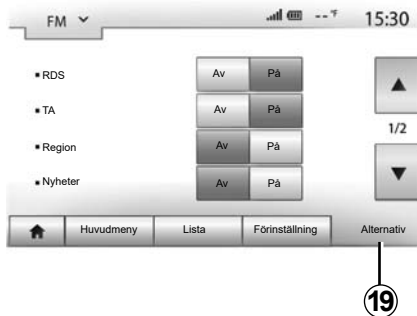 FM -- °F 15:30
RDS Av På
TA Av På
1/2
Region Av På
Nyheter Av På
Huvudmeny Lista Förinställning Alternativ
19